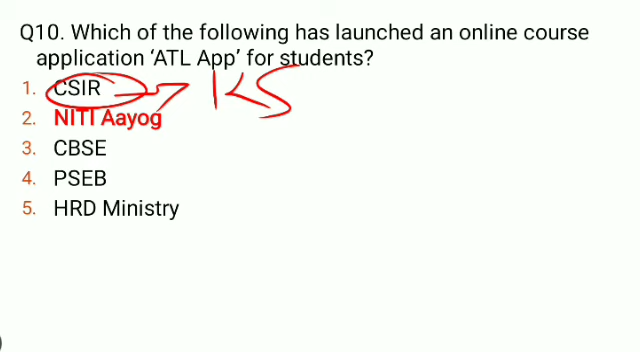 Q10. Which of the following has launched an online course
application ‘ATL App’ for students?
1. CSIR
KS
2. NITI Aayog
3. CBSE
4. PSEB
5. HRD Ministry